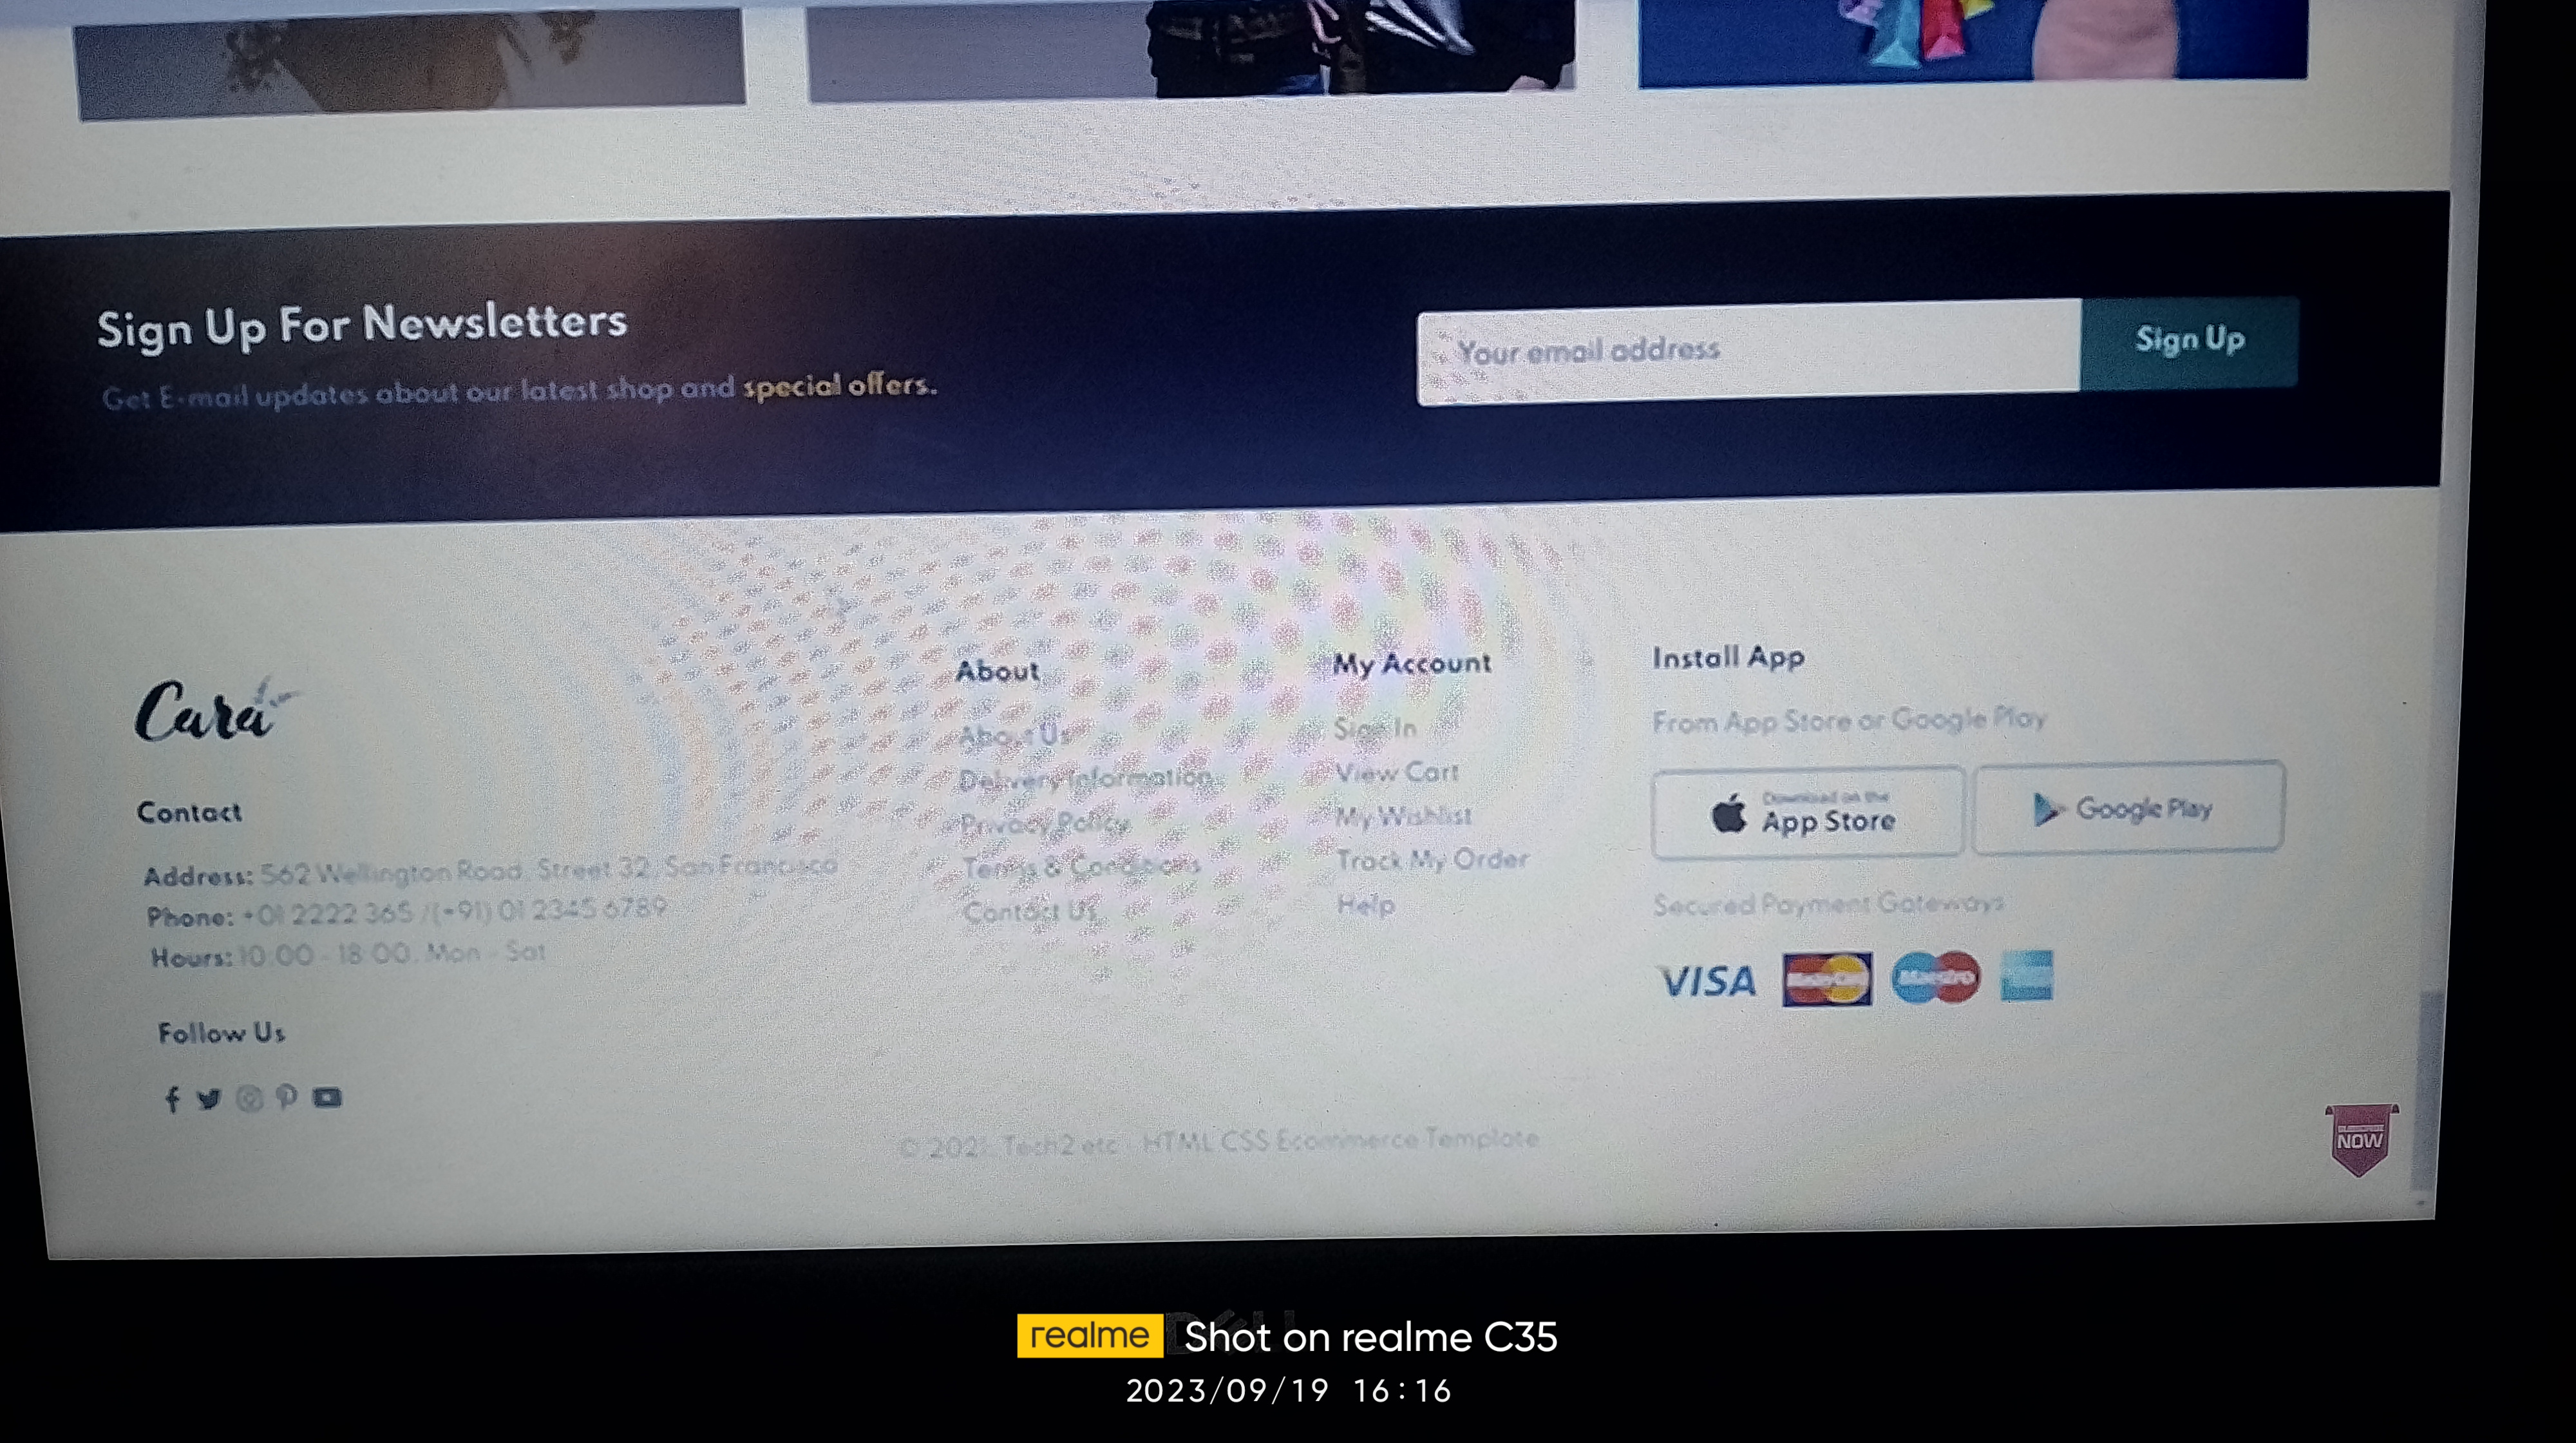 Sign Up For Newsletters
Get E-mail updates about our latest shop and special offers.
Your email address
Sign Up
Cara
Contact
Address: 562 Wellington Road, Street 32, San Francisco
Phone: +01 2222 365 /(+91) 01 2345 6789
Hours: 10:00 - 18:00, Mon - Sat
Follow Us
About
About Us
Delivery Information
Privacy Policy
Terms & Conditions
Contact Us
My Account
Sign In
View Cart
My Wishlist
Track My Order
Help
Install App
From App Store or Google Play
Download on the
App Store
Google Play
Secured Payment Gateways
VISA
MasterCard
Maestro
© 2021, Tech2 etc - HTML CSS Ecommerce Template
NOW
DELL
realme Shot on realme C35
2023/09/19 16:16